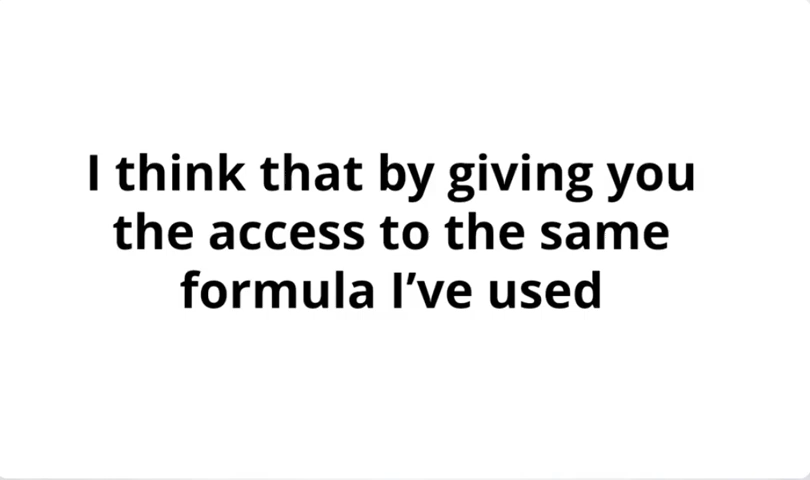 I think that by giving you
the access to the same
formula I’ve used